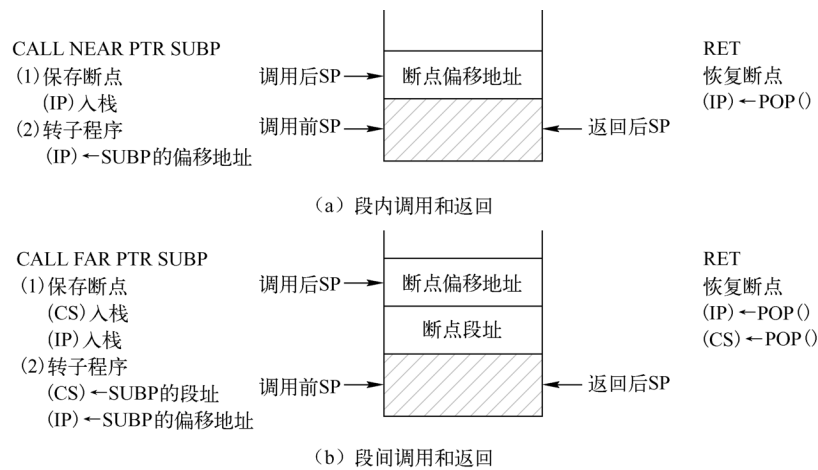 CALL NEAR PTR SUBP
(1)保存断点
(IP)入栈
(2)转子程序
(IP)←SUBP的偏移地址
调用后SP
断点偏移地址
调用前SP
返回后SP
RET
恢复断点
(IP)←POP()
（a）段内调用和返回
CALL FAR PTR SUBP
(1)保存断点
(CS)入栈
(IP)入栈
(2)转子程序
(CS)←SUBP的段址
(IP)←SUBP的偏移地址
调用后SP
断点偏移地址
断点段址
调用前SP
返回后SP
RET
恢复断点
(IP)←POP()
(CS)←POP()
（b）段间调用和返回